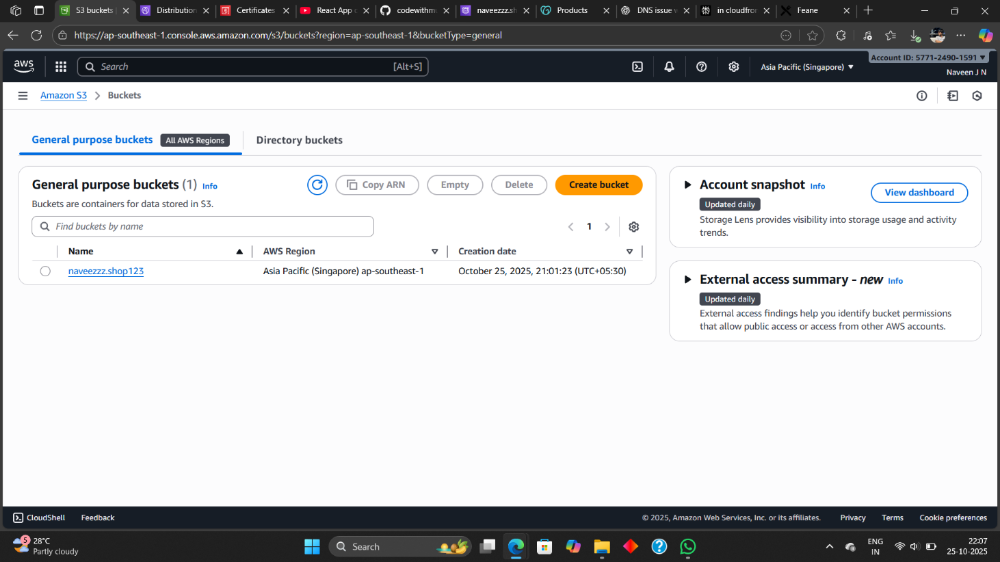 S3 buckets
Distribution
Certificates
React App c
codewithmu
naveezzz.sh
Products
DNS issue w
in cloudfron
Feane
https://ap-southeast-1.console.aws.amazon.com/s3/buckets?region=ap-southeast-1&bucketType=general
aws
Search
[Alt+S]
Asia Pacific (Singapore)
Account ID: 5771-2490-1591
Naveen J N
Amazon S3
Buckets
General purpose buckets
All AWS Regions
Directory buckets
General purpose buckets (1) Info
Copy ARN
Empty
Delete
Create bucket
Buckets are containers for data stored in S3.
Find buckets by name
1
Name
AWS Region
Creation date
naveezzz.shop123
Asia Pacific (Singapore) ap-southeast-1
October 25, 2025, 21:01:23 (UTC+05:30)
Account snapshot Info
View dashboard
Updated daily
Storage Lens provides visibility into storage usage and activity
trends.
External access summary - new Info
Updated daily
External access findings help you identify bucket permissions
that allow public access or access from other AWS accounts.
CloudShell
Feedback
© 2025, Amazon Web Services, Inc. or its affiliates.
Privacy
Terms
Cookie preferences
5
28°C
Partly cloudy
Search
ENG
IN
22:07
25-10-2025